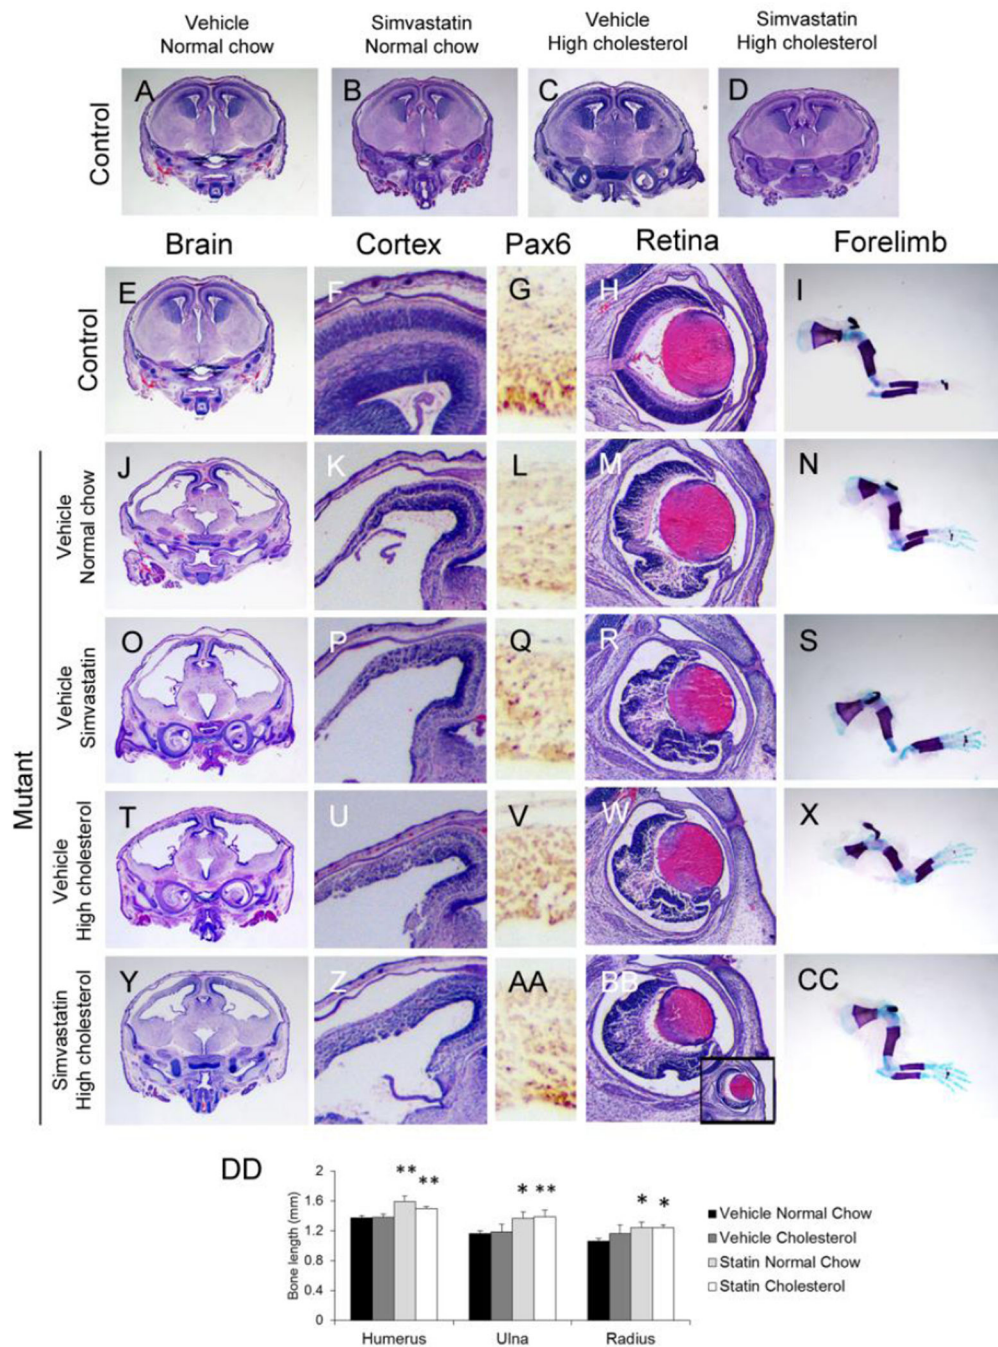 Vehicle
Normal chow
Simvastatin
Normal chow
Vehicle
High cholesterol
Simvastatin
High cholesterol
Control
A
B
C
D
Brain
Cortex
Pax6
Retina
Forelimb
Control
E
F
G
H
I
Mutant
Vehicle
Normal chow
J
K
L
M
N
Vehicle
Simvastatin
O
P
Q
R
S
Vehicle
High cholesterol
T
U
V
W
X
Simvastatin
High cholesterol
Y
Z
AA
BB
CC
DD
Bone length (mm)
2
1.6
1.2
0.8
0.4
0
**
**
*
**
*
*
Humerus
Ulna
Radius
Vehicle Normal Chow
Vehicle Cholesterol
Statin Normal Chow
Statin Cholesterol